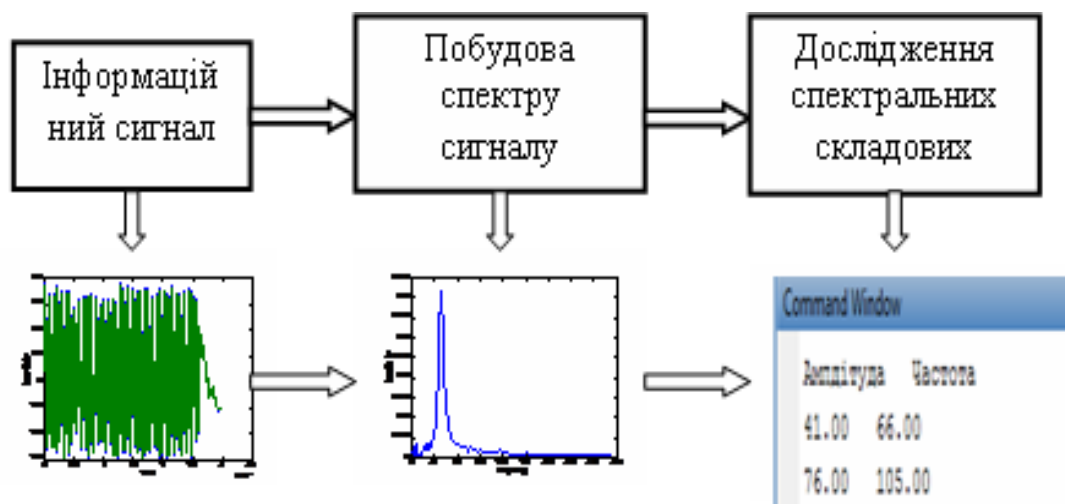 Інформацій
ний сигнал
Побудова
спектру
сигналу
Дослідження
спектральних
складових
Command Window
Амплітуда Частота
41.00 66.00
76.00 105.00